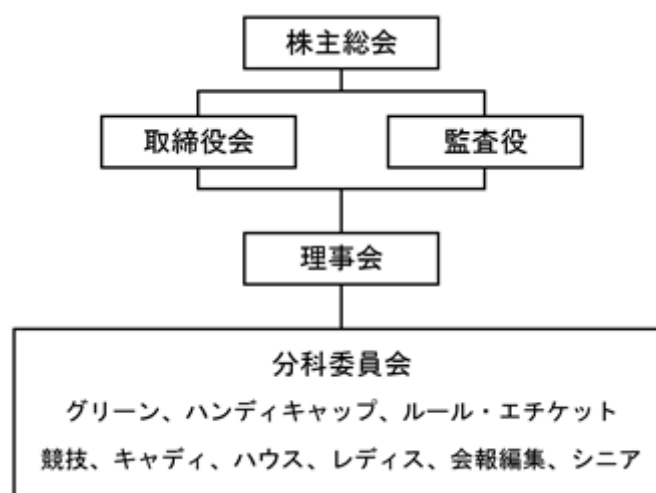 株主総会
取締役会
監査役
理事会
分科委員会
グリーン、ハンディキャップ、ルール・エチケット
競技、キャディ、ハウス、レディス、会報編集、シニア